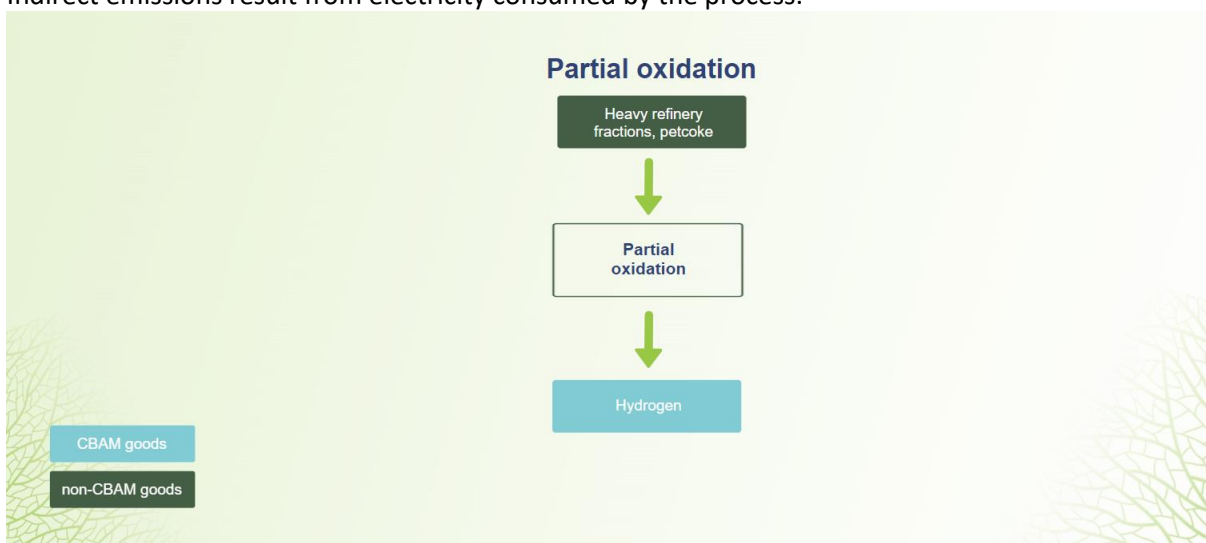 Indirect emissions result from electricity consumed by the process.
Partial oxidation
Heavy refinery
fractions, petcoke
Partial
oxidation
Hydrogen
CBAM goods
non-CBAM goods